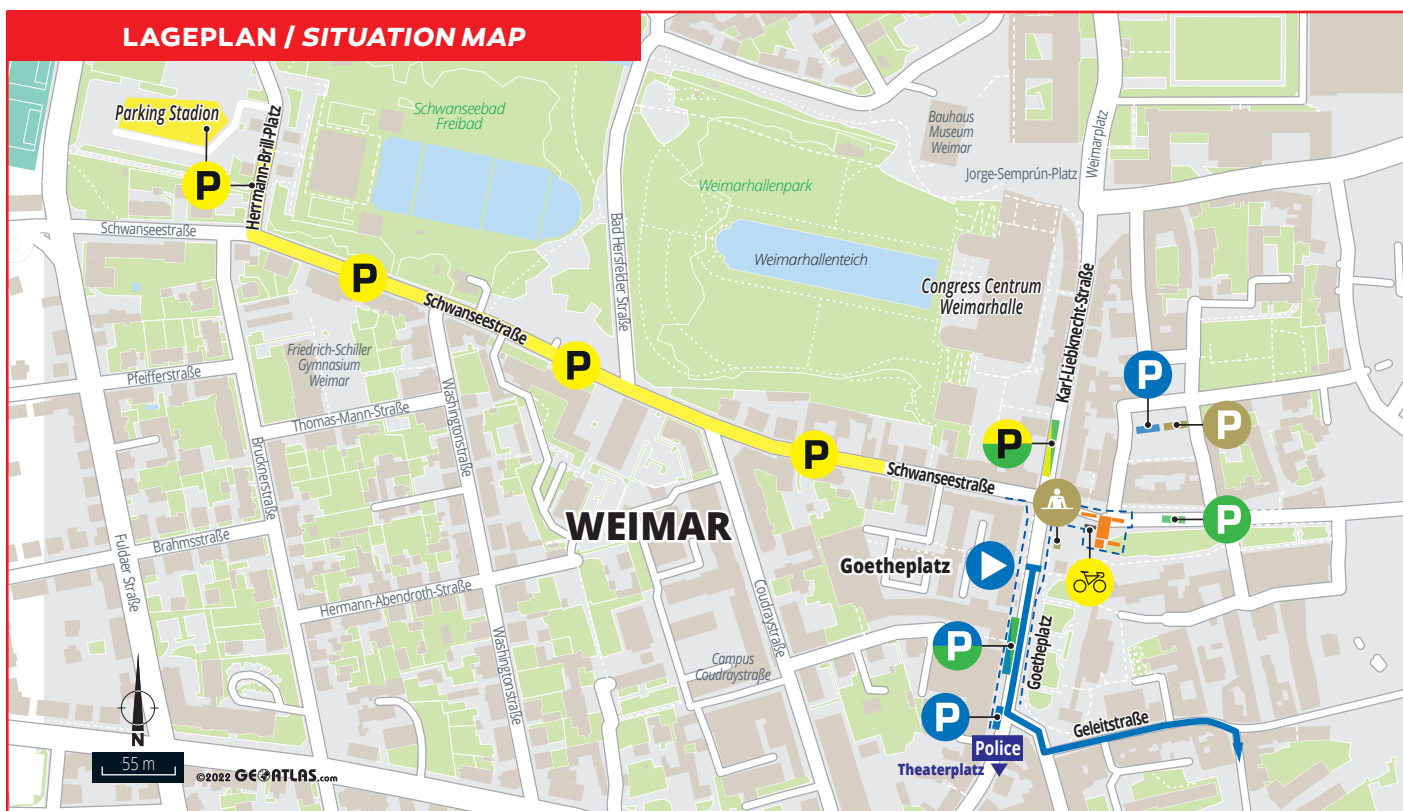 LAGEPLAN / SITUATION MAP
Parking Stadion
P
Herrmann-Brill-Platz
Schwanseestraße
Schwanseebad
Freibad
Bad Hersfelder Straße
Weimarhallenpark
Weimarhallenteich
Bauhaus
Museum
Weimar
Jorge-Semprún-Platz
Weimarplatz
Congress Centrum
Weimarhalle
Karl-Liebknecht-Straße
P
Schwanseestraße
P
P
Schwanseestraße
P
P
P
P
Friedrich-Schiller
Gymnasium
Weimar
Pfeifferstraße
Thomas-Mann-Straße
Washingtonstraße
Brucknerstraße
Fuldaer Straße
Brahmsstraße
Hermann-Abendroth-Straße
Washingtonstraße
WEIMAR
Coudraystraße
Campus
Coudraystraße
Goetheplatz
Goetheplatz
P
P
Geleitstraße
Police
Theaterplatz
N
55 m
©2022 GEOATLAS.com